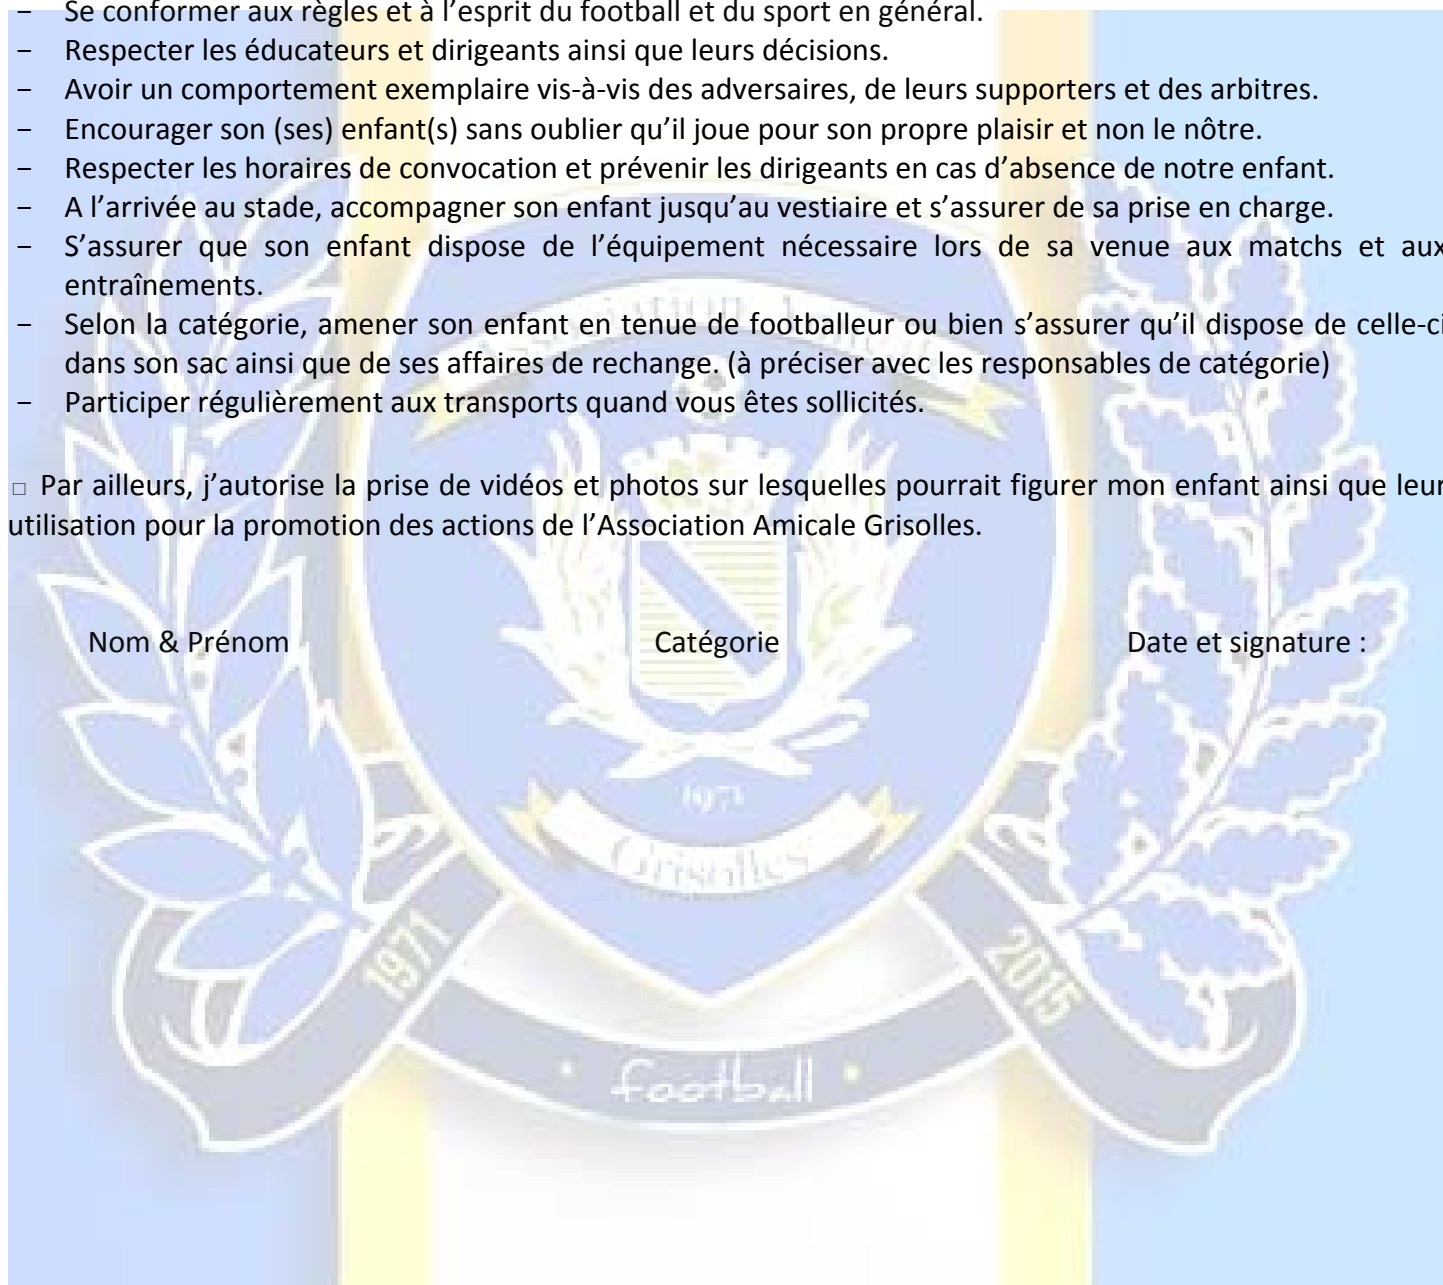 – Se conformer aux règles et à l’esprit du football et du sport en général.
– Respecter les éducateurs et dirigeants ainsi que leurs décisions.
– Avoir un comportement exemplaire vis-à-vis des adversaires, de leurs supporters et des arbitres.
– Encourager son (ses) enfant(s) sans oublier qu’il joue pour son propre plaisir et non le nôtre.
– Respecter les horaires de convocation et prévenir les dirigeants en cas d’absence de notre enfant.
– A l’arrivée au stade, accompagner son enfant jusqu’au vestiaire et s’assurer de sa prise en charge.
– S’assurer que son enfant dispose de l’équipement nécessaire lors de sa venue aux matchs et aux
entraînements.
– Selon la catégorie, amener son enfant en tenue de footballeur ou bien s’assurer qu’il dispose de celle-ci
dans son sac ainsi que de ses affaires de rechange. (à préciser avec les responsables de catégorie)
– Participer régulièrement aux transports quand vous êtes sollicités.
□ Par ailleurs, j’autorise la prise de vidéos et photos sur lesquelles pourrait figurer mon enfant ainsi que leur
utilisation pour la promotion des actions de l’Association Amicale Grisolles.
Nom & Prénom Catégorie Date et signature :
1971
Grisolles
1971 2015
· football ·